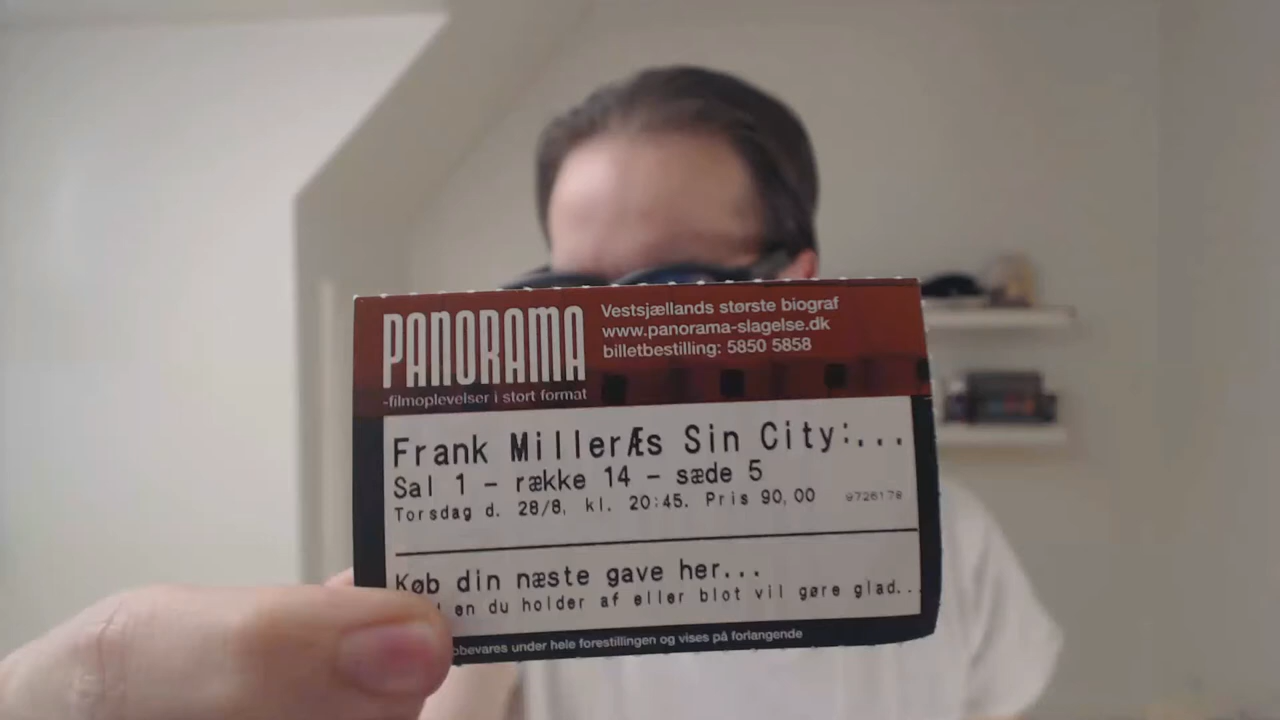 PANORAMA
-filmoplevelser i stort format
Vestsjællands største biograf
www.panorama-slagelse.dk
billetbestilling: 5850 5858
Frank MillerÆs Sin City:...
Sal 1 - række 14 - sæde 5
Torsdag d. 28/8, kl. 20:45. Pris 90,00 9726178
Køb din næste gave her...
en du holder af eller blot vil gøre glad...
bevares under hele forestillingen og vises på forlangende